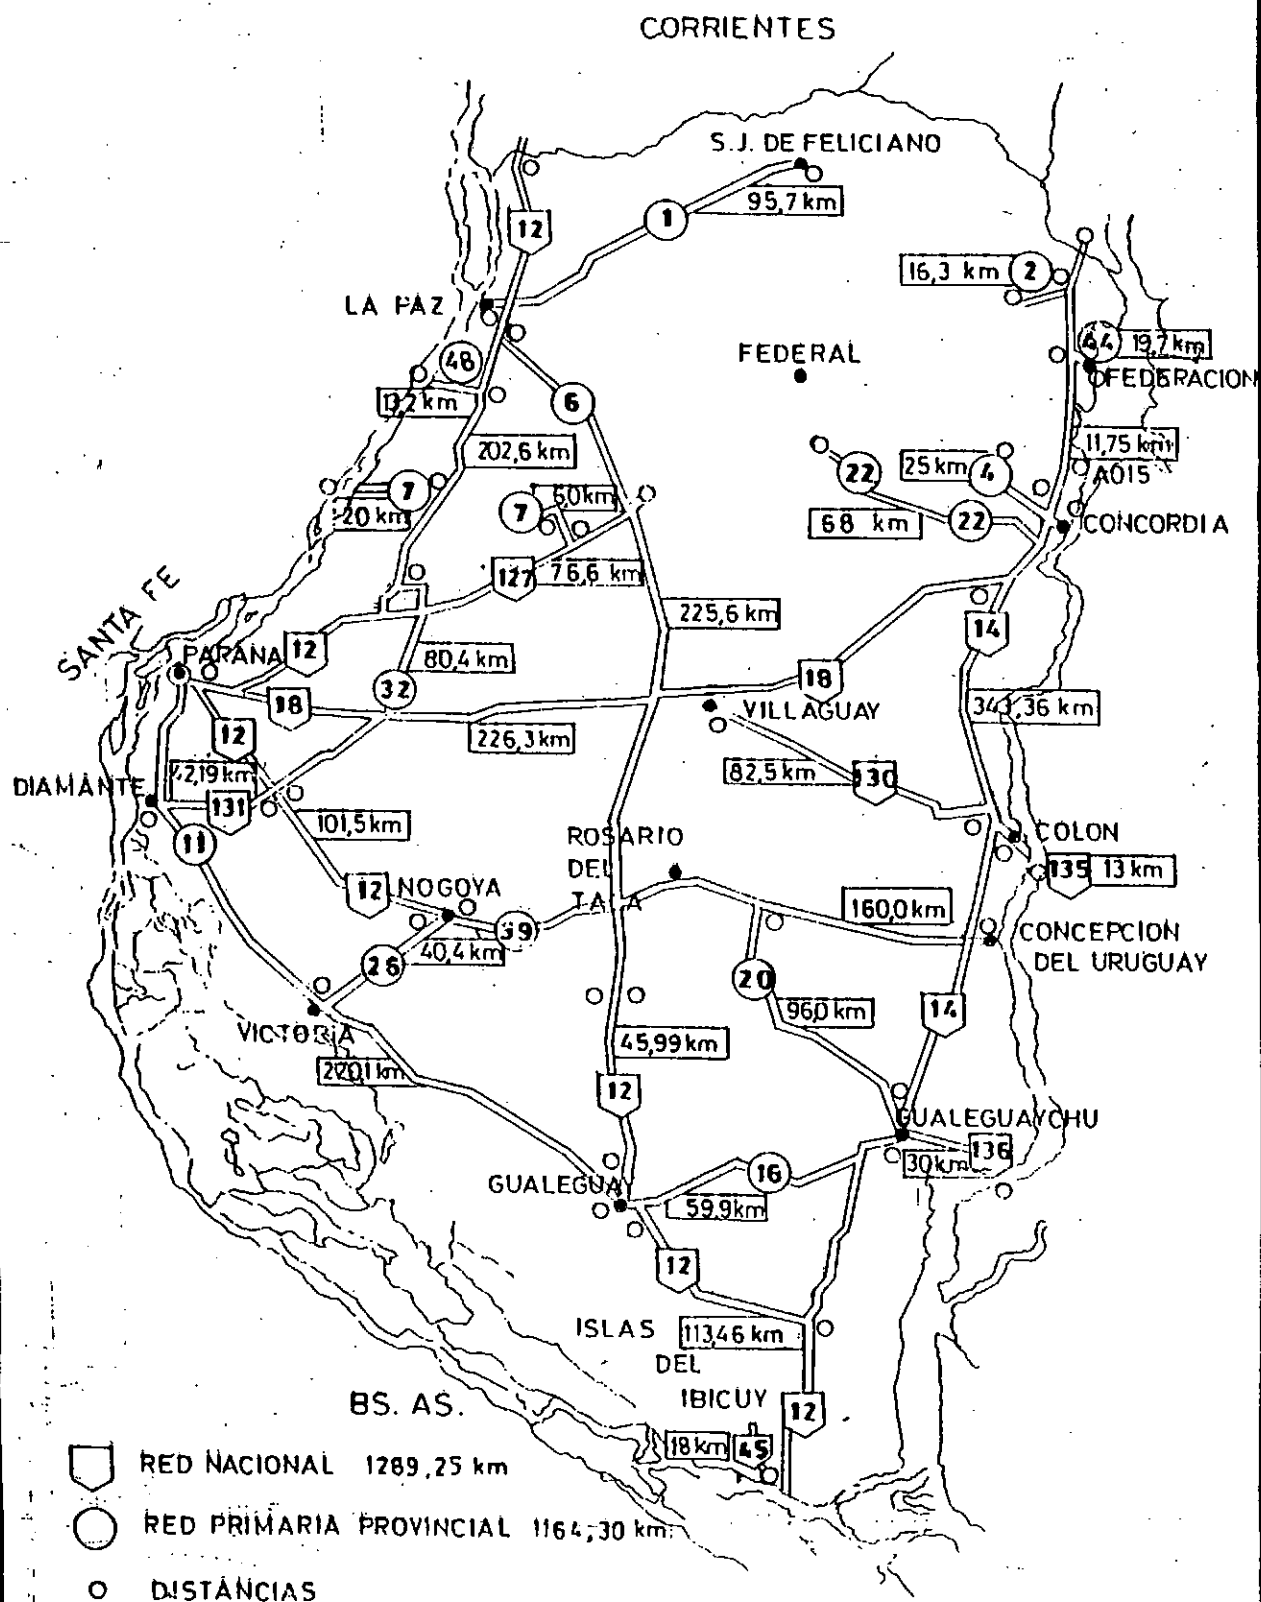 CORRIENTES
S.J. DE FELICIANO
95,7 km
1
12
16,3 km
2
LA PAZ
44
19,7 km
FEDERAL
FEDERACION
48
13,2 km
6
202,6 km
11,75 km
25 km
4
A015
22
7
20 km
60 km
7
68 km
22
CONCORDIA
127
76,6 km
SANTA FE
225,6 km
14
PARANA
12
80,4 km
32
18
18
VILLAGUAY
343,36 km
12
226,3 km
82,5 km
130
DIAMANTE
42,19 km
131
101,5 km
11
ROSARIO
DEL
TALA
COLON
135
13 km
12
NOGOYA
160,0 km
39
40,4 km
26
CONCEPCION
DEL URUGUAY
20
96,0 km
14
VICTORIA
45,99 km
220,1 km
12
GUALEGUAYCHU
136
30 km
16
GUALEGUAY
59,9 km
12
ISLAS
DEL
IBICUY
113,46 km
12
BS. AS.
18 km
45
RED NACIONAL 1289,25 km
RED PRIMARIA PROVINCIAL 1164,30 km.
DISTANCIAS